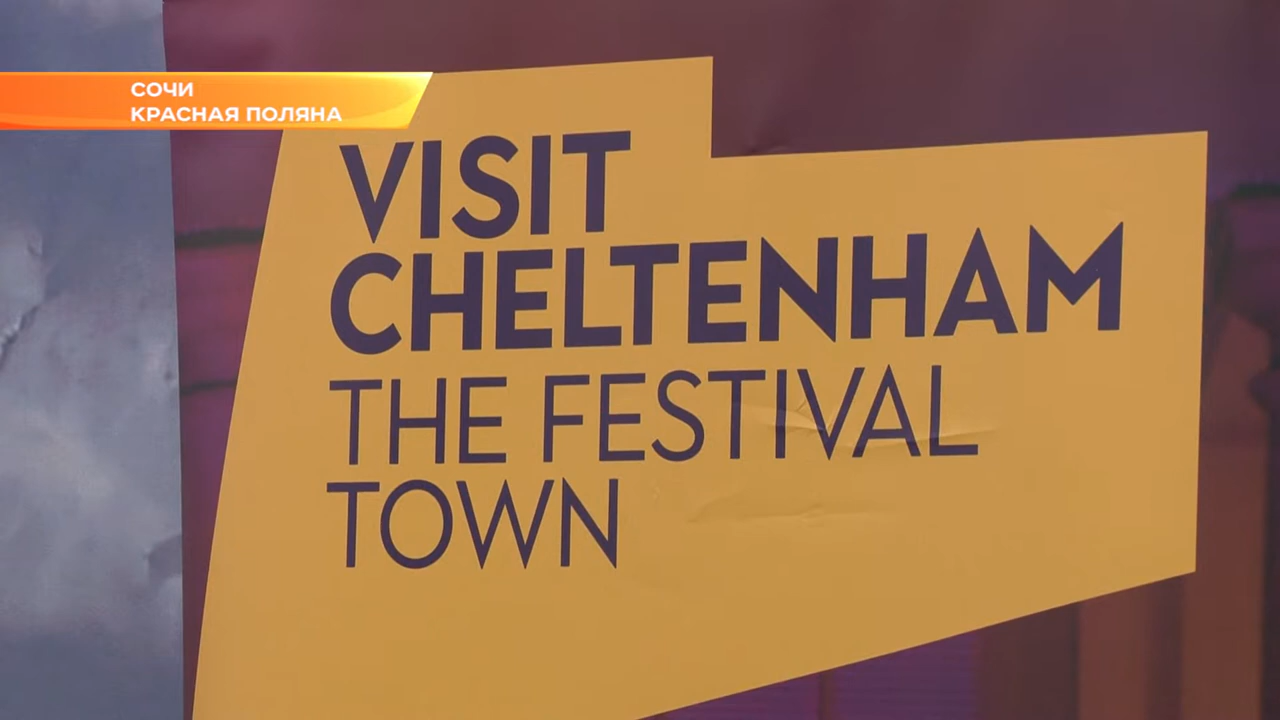 СОЧИ
КРАСНАЯ ПОЛЯНА
VISIT
CHELTENHAM
THE FESTIVAL
TOWN